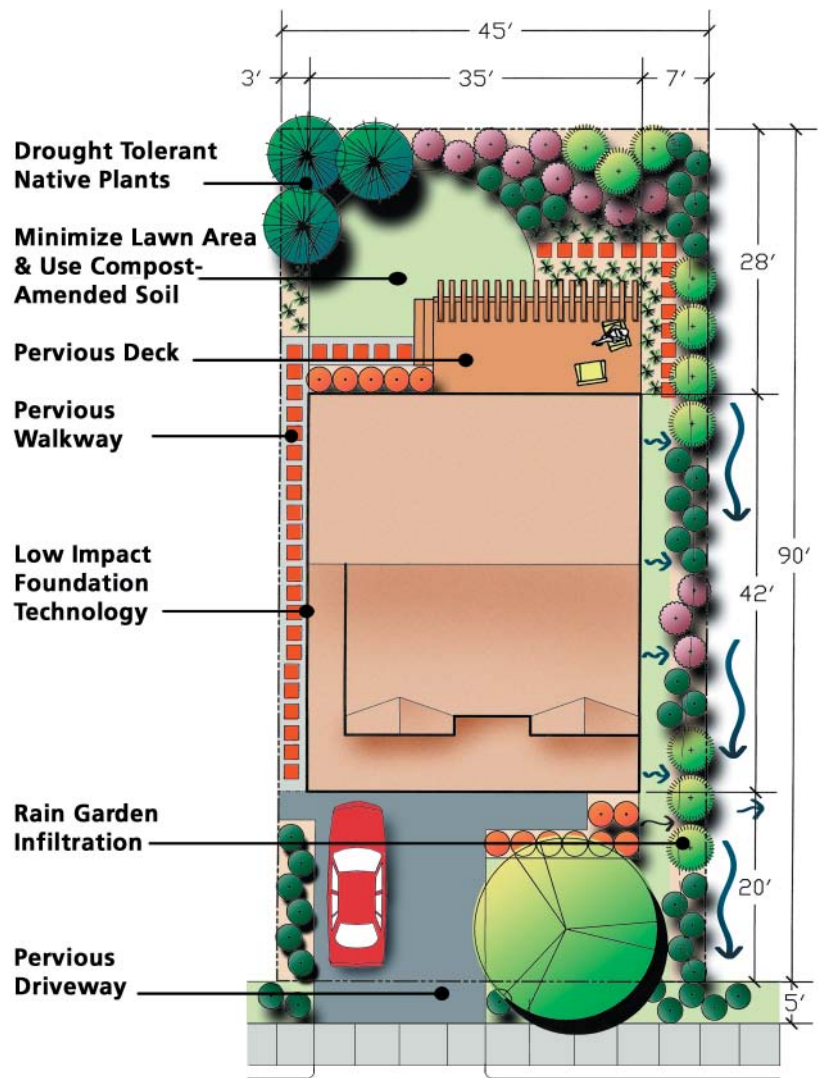 45'
3'
35'
7'
Drought Tolerant
Native Plants
Minimize Lawn Area
& Use Compost-
Amended Soil
28'
Pervious Deck
Pervious
Walkway
Low Impact
Foundation
Technology
90'
42'
Rain Garden
Infiltration
20'
Pervious
Driveway
5'